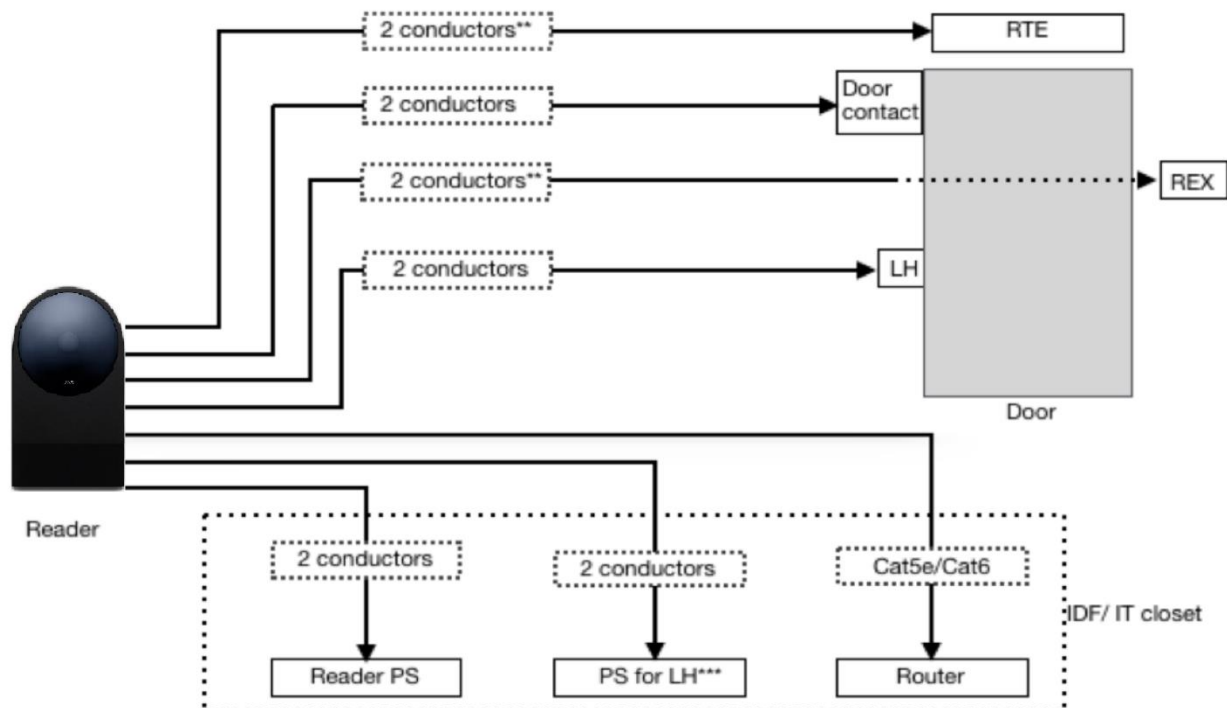 2 conductors**
RTE
2 conductors
Door
contact
2 conductors**
REX
2 conductors
LH
Door
Reader
2 conductors
2 conductors
Cat5e/Cat6
IDF/ IT closet
Reader PS
PS for LH***
Router